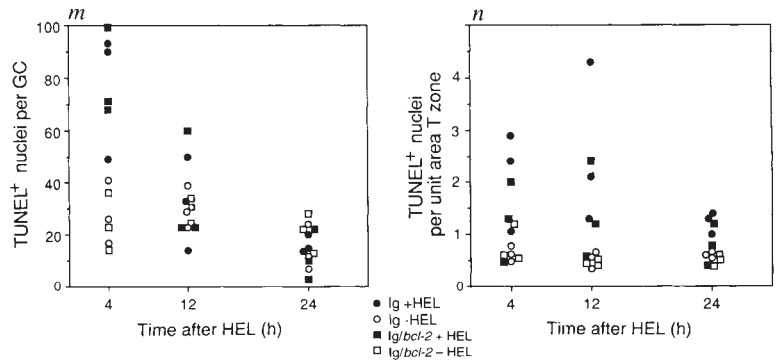 m
TUNEL+ nuclei per GC
100
80
60
40
20
0
4
12
24
Time after HEL (h)
n
TUNEL+ nuclei
per unit area T zone
4
3
2
1
0
4
12
24
Time after HEL (h)
Ig +HEL
Ig -HEL
Ig/bcl-2 + HEL
Ig/bcl-2 – HEL